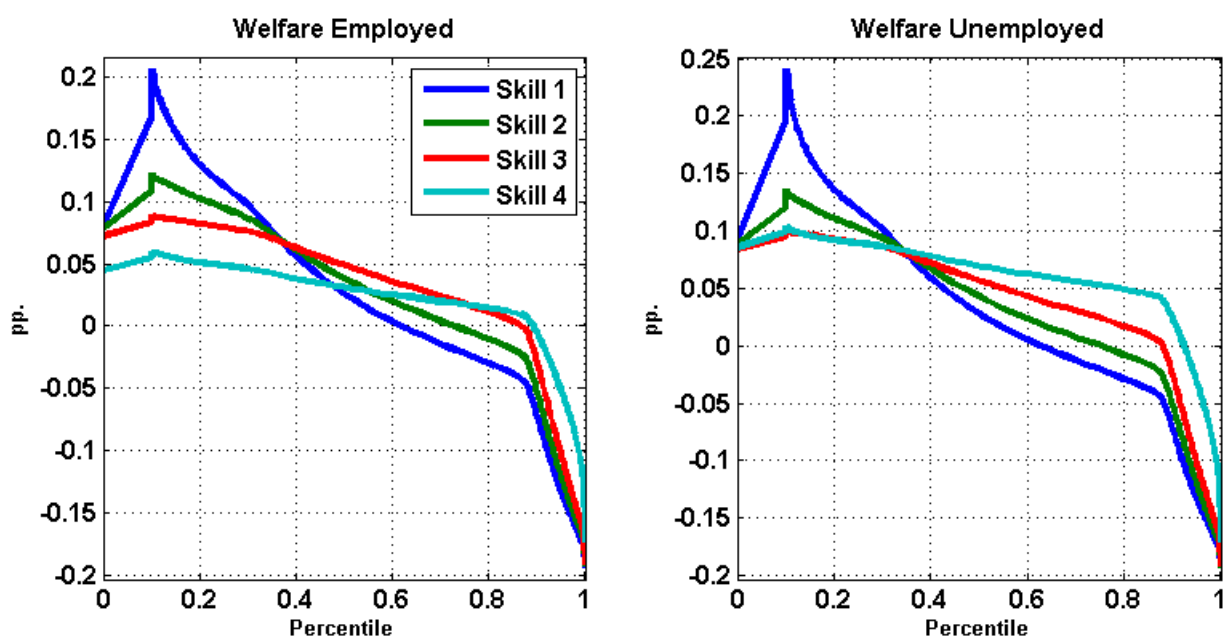 Welfare Employed
0.2
0.15
0.1
0.05
0
-0.05
-0.1
-0.15
-0.2
pp.
0 0.2 0.4 0.6 0.8 1
Percentile
Skill 1
Skill 2
Skill 3
Skill 4
Welfare Unemployed
0.25
0.2
0.15
0.1
0.05
0
-0.05
-0.1
-0.15
-0.2
pp.
0 0.2 0.4 0.6 0.8 1
Percentile